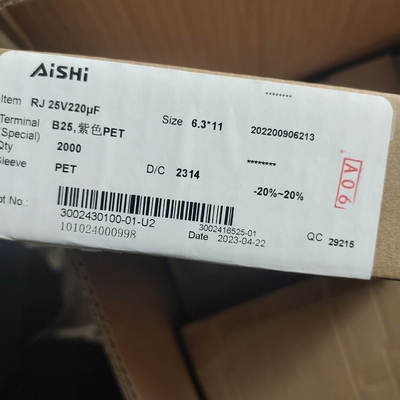 AiSHi
Item RJ 25V220µF
Terminal (Special) B25,紫色PET Size 6.3*11 202200906213
Qty 2000 ********
Sleeve PET D/C 2314 -20%~20%
A06
ot No.:
3002430100-01-U2 3002416525-01
101024000998 Date 2023-04-22 QC 29215